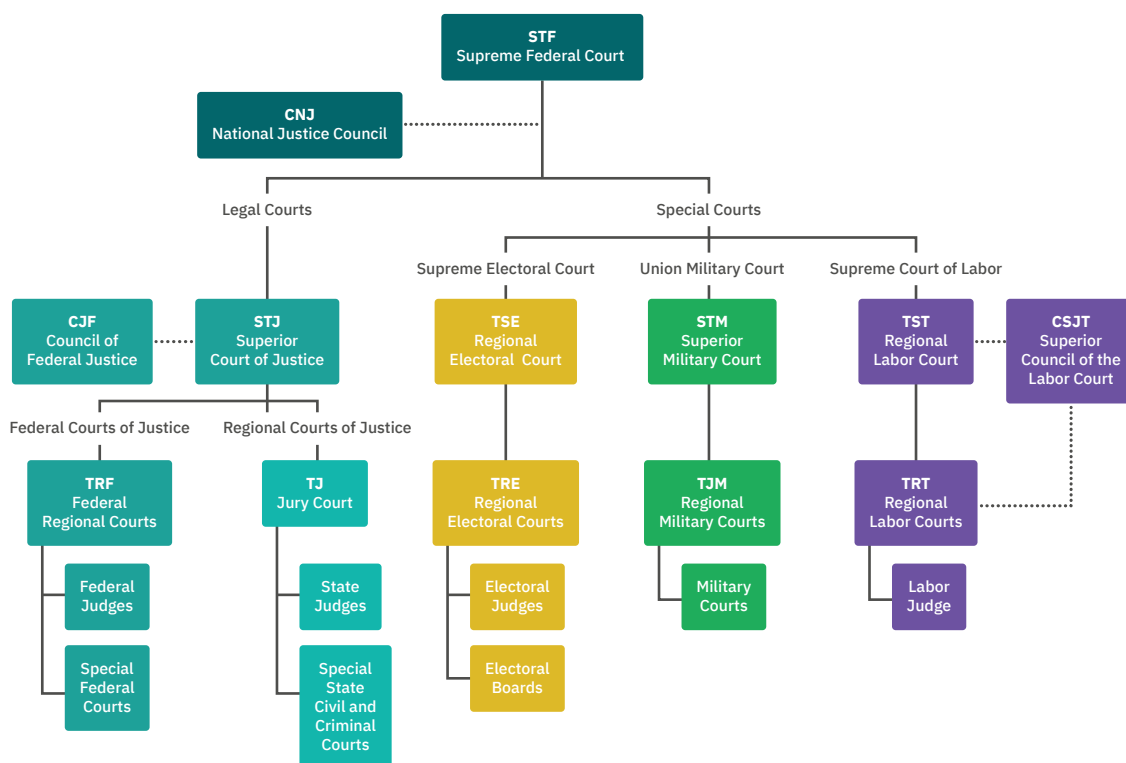 STF
Supreme Federal Court
CNJ
National Justice Council
Legal Courts
Special Courts
Supreme Electoral Court
Union Military Court
Supreme Court of Labor
CJF
Council of
Federal Justice
STJ
Superior
Court of Justice
TSE
Regional
Electoral Court
STM
Superior
Military Court
TST
Regional
Labor Court
CSJT
Superior
Council of the
Labor Court
Federal Courts of Justice
Regional Courts of Justice
TRF
Federal
Regional Courts
TJ
Jury Court
TRE
Regional
Electoral Courts
TJM
Regional
Military Courts
TRT
Regional
Labor Courts
Federal
Judges
State
Judges
Electoral
Judges
Military
Courts
Labor
Judge
Special
Federal
Courts
Special
State
Civil and
Criminal
Courts
Electoral
Boards